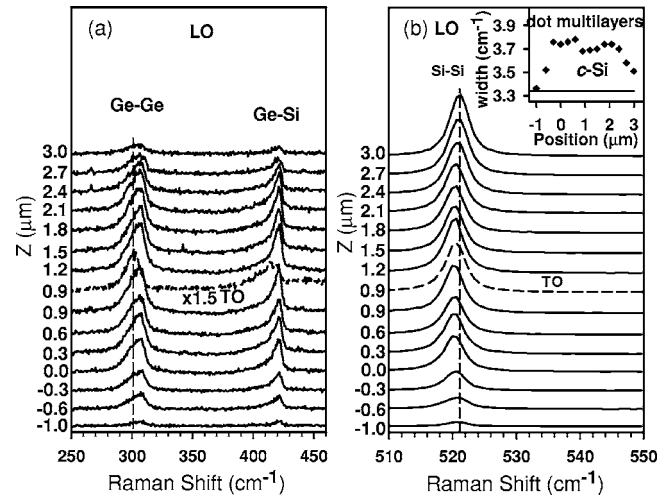 (a)
LO
Ge-Ge
Ge-Si
Z (μm)
3.0
2.7
2.4
2.1
1.8
1.5
1.2
0.9
0.9
0.6
0.3
0.0
-0.3
-0.6
-1.0
x1.5 TO
250 300 350 400 450
Raman Shift (cm⁻¹)
(b) LO
Si-Si
width (cm⁻¹)
3.9
3.7
3.5
3.3
dot multilayers
c-Si
-1 0 1 2 3
Position (μm)
Z (μm)
3.0
2.7
2.4
2.1
1.8
1.5
1.2
0.9
0.9
0.6
0.3
0.0
-0.3
-0.6
-1.0
TO
510 520 530 540 550
Raman Shift (cm⁻¹)